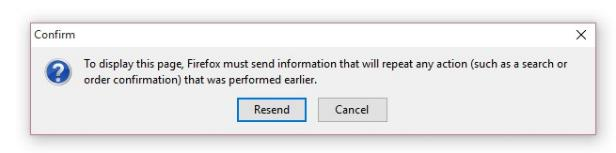 Confirm
To display this page, Firefox must send information that will repeat any action (such as a search or
order confirmation) that was performed earlier.
Resend Cancel